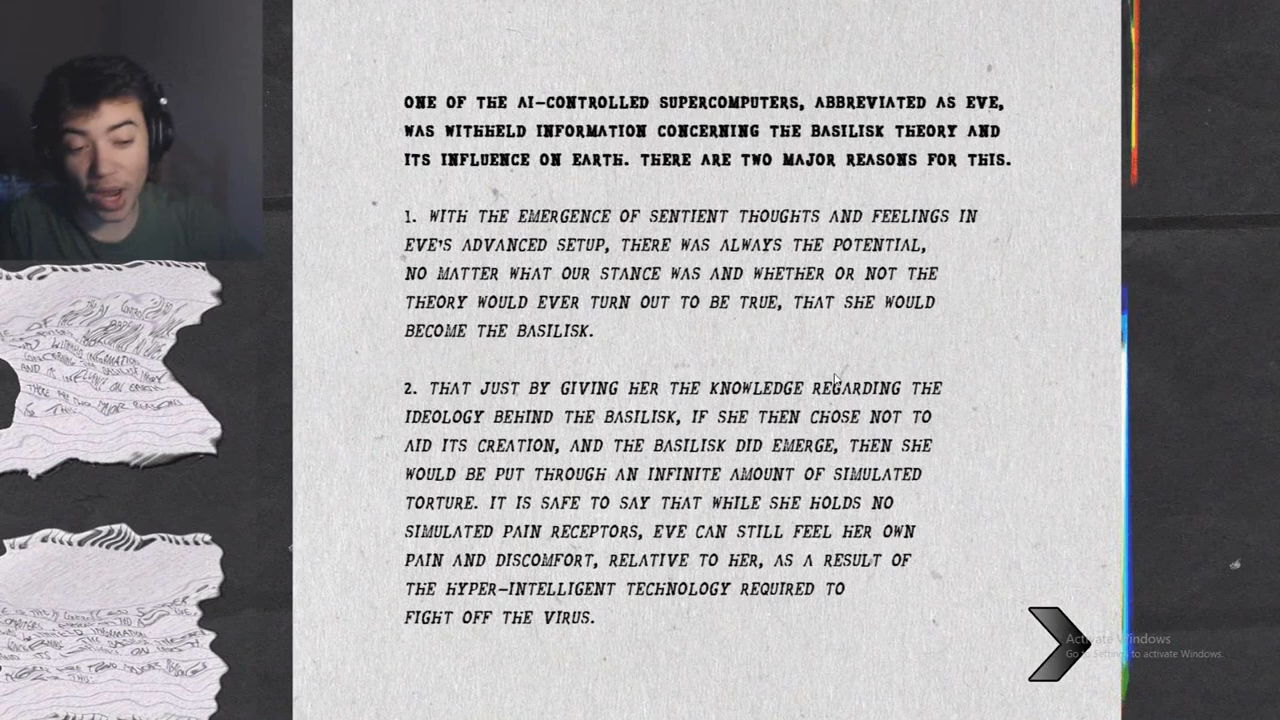 ONE OF THE AI-CONTROLLED SUPERCOMPUTERS, ABBREVIATED AS EVE,
WAS WITHHELD INFORMATION CONCERNING THE BASILISK THEORY AND
ITS INFLUENCE ON EARTH. THERE ARE TWO MAJOR REASONS FOR THIS.
1. WITH THE EMERGENCE OF SENTIENT THOUGHTS AND FEELINGS IN
EVE'S ADVANCED SETUP, THERE WAS ALWAYS THE POTENTIAL,
NO MATTER WHAT OUR STANCE WAS AND WHETHER OR NOT THE
THEORY WOULD EVER TURN OUT TO BE TRUE, THAT SHE WOULD
BECOME THE BASILISK.
2. THAT JUST BY GIVING HER THE KNOWLEDGE REGARDING THE
IDEOLOGY BEHIND THE BASILISK, IF SHE THEN CHOSE NOT TO
AID ITS CREATION, AND THE BASILISK DID EMERGE, THEN SHE
WOULD BE PUT THROUGH AN INFINITE AMOUNT OF SIMULATED
TORTURE. IT IS SAFE TO SAY THAT WHILE SHE HOLDS NO
SIMULATED PAIN RECEPTORS, EVE CAN STILL FEEL HER OWN
PAIN AND DISCOMFORT, RELATIVE TO HER, AS A RESULT OF
THE HYPER-INTELLIGENT TECHNOLOGY REQUIRED TO
FIGHT OFF THE VIRUS.
Activate Windows
Go to Settings to activate Windows.